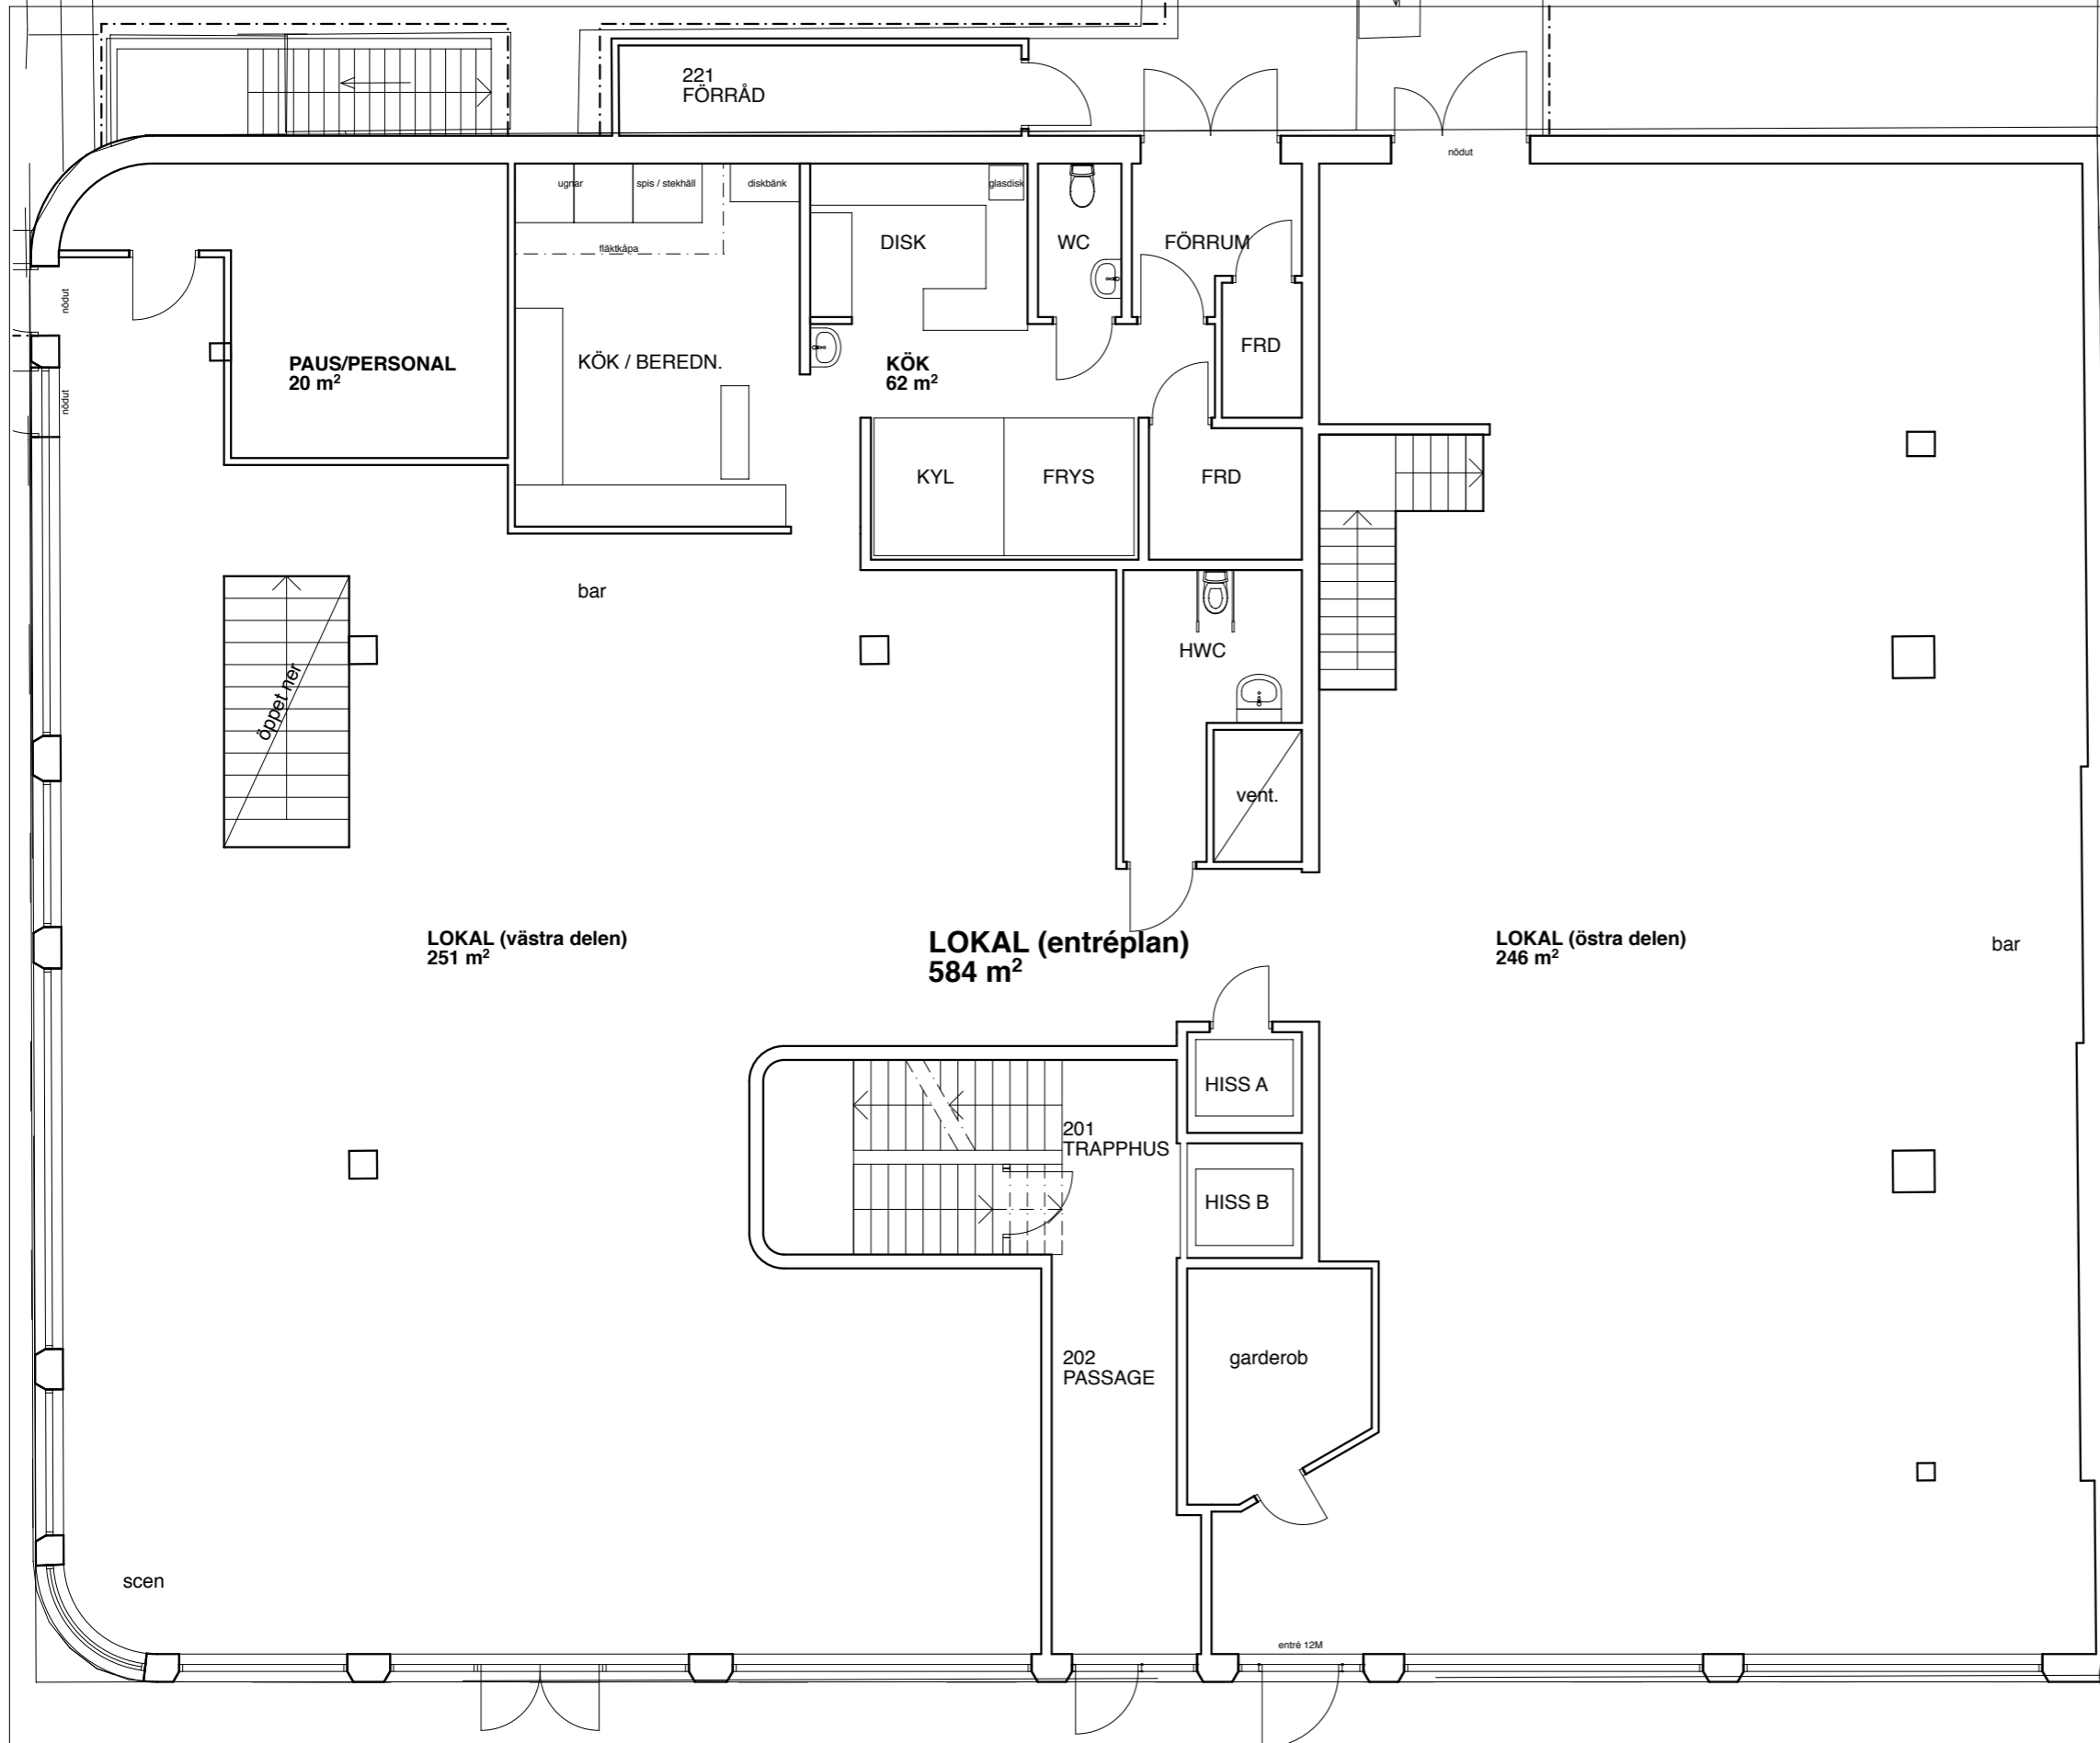 221
FÖRRÅD
nödut
ugnar
spis / stekhäll
diskbänk
glasdisk
fläktkåpa
DISK
WC
FÖRRUM
nödut
nödut
PAUS/PERSONAL
20 m²
KÖK / BEREDN.
KÖK
62 m²
FRD
KYL
FRYS
FRD
bar
öppet ner
HWC
vent.
LOKAL (västra delen)
251 m²
LOKAL (entréplan)
584 m²
LOKAL (östra delen)
246 m²
bar
HISS A
201
TRAPPHUS
HISS B
202
PASSAGE
garderob
scen
entré 12M